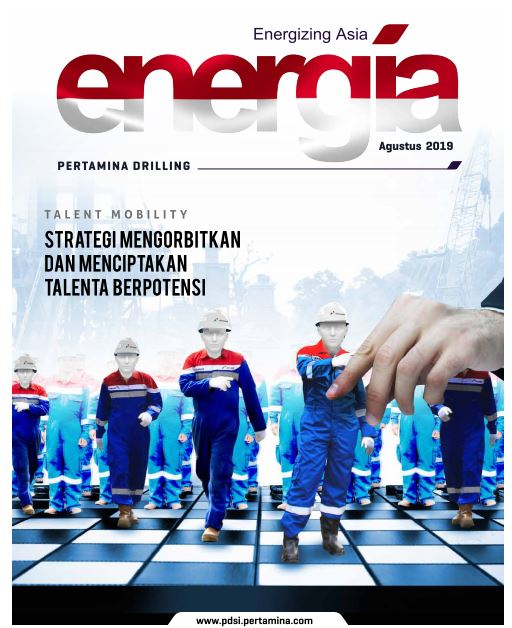 Energizing Asia
energia
Agustus 2019
PERTAMINA DRILLING
TALENT MOBILITY
STRATEGI MENGORBITKAN
DAN MENCIPTAKAN
TALENTA BERPOTENSI
www.pdsi.pertamina.com